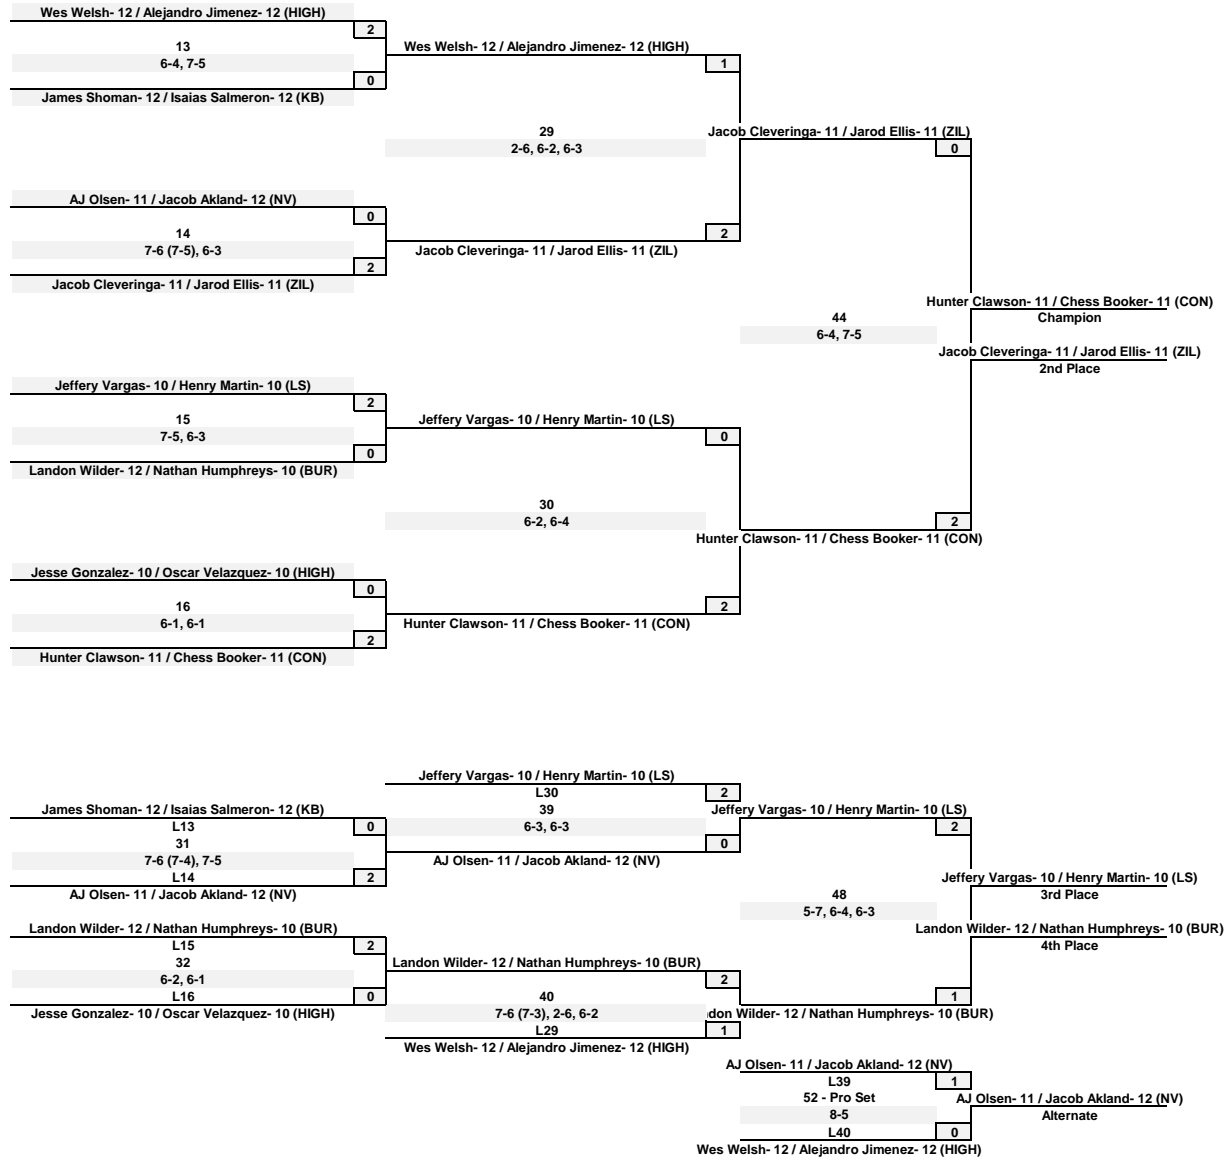 Wes Welsh- 12 / Alejandro Jimenez- 12 (HIGH)
2
13
6-4, 7-5
0
James Shoman- 12 / Isaias Salmeron- 12 (KB)
Wes Welsh- 12 / Alejandro Jimenez- 12 (HIGH)
1
29
2-6, 6-2, 6-3
Jacob Cleveringa- 11 / Jarod Ellis- 11 (ZIL)
0
AJ Olsen- 11 / Jacob Akland- 12 (NV)
0
14
7-6 (7-5), 6-3
2
Jacob Cleveringa- 11 / Jarod Ellis- 11 (ZIL)
2
Jacob Cleveringa- 11 / Jarod Ellis- 11 (ZIL)
Hunter Clawson- 11 / Chess Booker- 11 (CON)
Champion
44
6-4, 7-5
Jacob Cleveringa- 11 / Jarod Ellis- 11 (ZIL)
2nd Place
Jeffery Vargas- 10 / Henry Martin- 10 (LS)
2
15
7-5, 6-3
0
Landon Wilder- 12 / Nathan Humphreys- 10 (BUR)
Jeffery Vargas- 10 / Henry Martin- 10 (LS)
0
30
6-2, 6-4
2
Hunter Clawson- 11 / Chess Booker- 11 (CON)
Jesse Gonzalez- 10 / Oscar Velazquez- 10 (HIGH)
0
16
6-1, 6-1
2
Hunter Clawson- 11 / Chess Booker- 11 (CON)
2
Hunter Clawson- 11 / Chess Booker- 11 (CON)
Jeffery Vargas- 10 / Henry Martin- 10 (LS)
L30
2
39
6-3, 6-3
0
AJ Olsen- 11 / Jacob Akland- 12 (NV)
James Shoman- 12 / Isaias Salmeron- 12 (KB)
L13
0
31
7-6 (7-4), 7-5
L14
2
AJ Olsen- 11 / Jacob Akland- 12 (NV)
Jeffery Vargas- 10 / Henry Martin- 10 (LS)
2
48
5-7, 6-4, 6-3
Jeffery Vargas- 10 / Henry Martin- 10 (LS)
3rd Place
Landon Wilder- 12 / Nathan Humphreys- 10 (BUR)
4th Place
Landon Wilder- 12 / Nathan Humphreys- 10 (BUR)
L15
2
32
6-2, 6-1
L16
0
Jesse Gonzalez- 10 / Oscar Velazquez- 10 (HIGH)
Landon Wilder- 12 / Nathan Humphreys- 10 (BUR)
2
40
7-6 (7-3), 2-6, 6-2
L29
1
Wes Welsh- 12 / Alejandro Jimenez- 12 (HIGH)
1
don Wilder- 12 / Nathan Humphreys- 10 (BUR)
AJ Olsen- 11 / Jacob Akland- 12 (NV)
L39
1
52 - Pro Set
8-5
L40
0
Wes Welsh- 12 / Alejandro Jimenez- 12 (HIGH)
AJ Olsen- 11 / Jacob Akland- 12 (NV)
Alternate